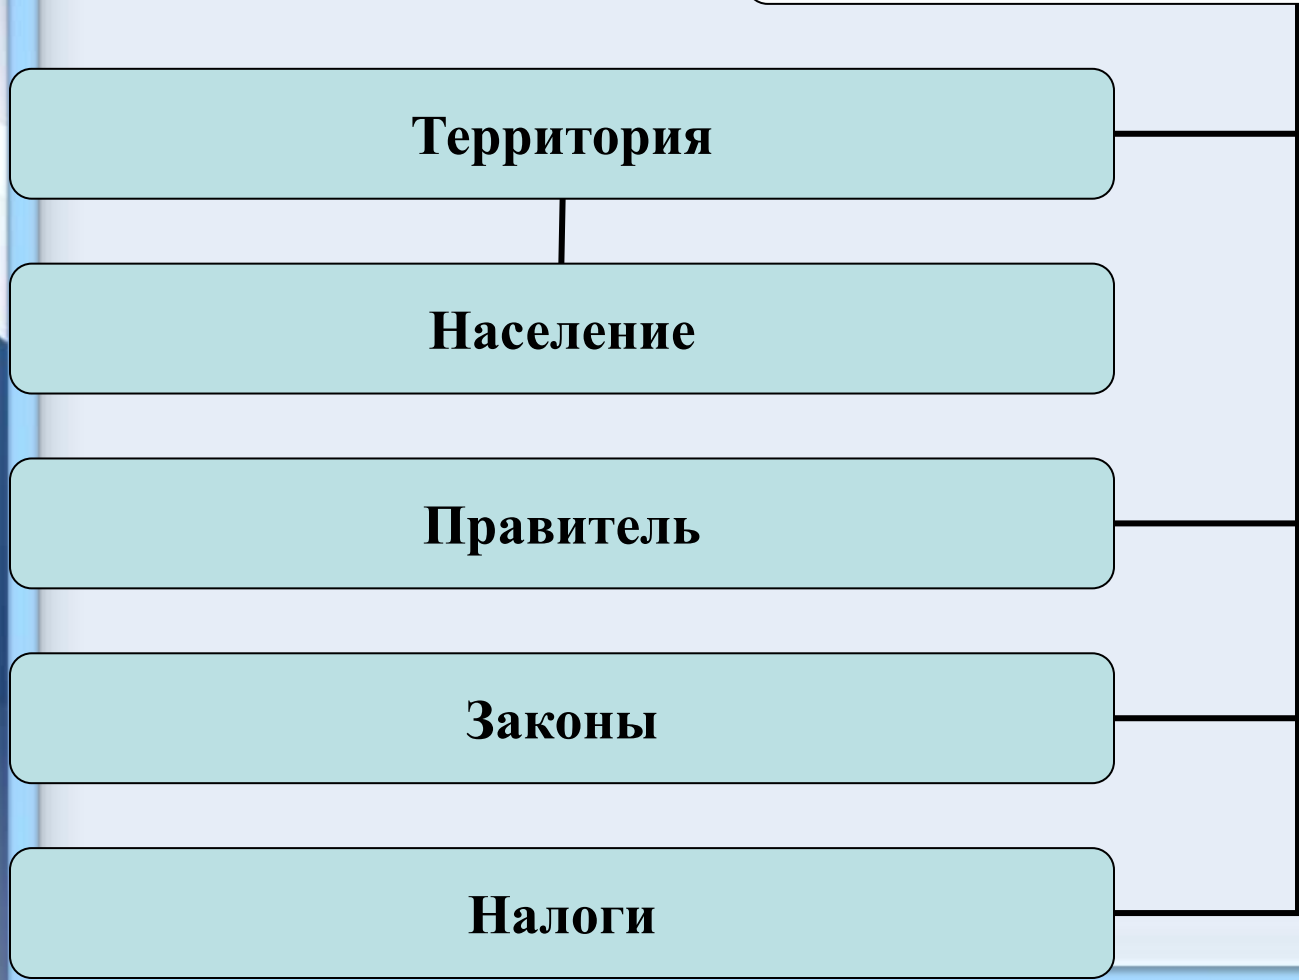 Территория
Население
Правитель
Законы
Налоги